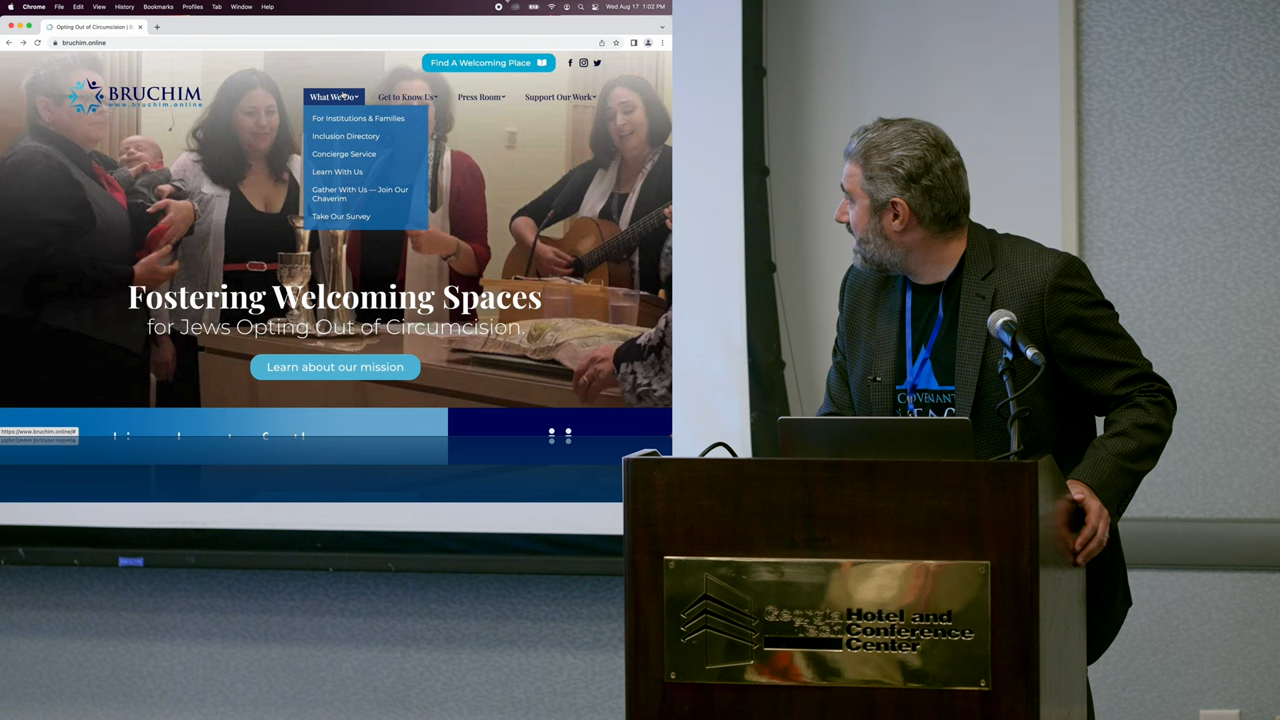 Chrome File Edit View History Bookmarks Profiles Tab Window Help
Wed Aug 17 1:02 PM
Opting Out of Circumcision |
bruchim.online
Find A Welcoming Place
BRUCHIM
www.bruchim.online
What We Do
Get to Know Us
Press Room
Support Our Work
For Institutions & Families
Inclusion Directory
Concierge Service
Learn With Us
Gather With Us — Join Our
Chaverim
Take Our Survey
Fostering Welcoming Spaces
for Jews Opting Out of Circumcision.
Learn about our mission
https://www.bruchim.online/#
COVENANT
Hotel and
Conference
Center